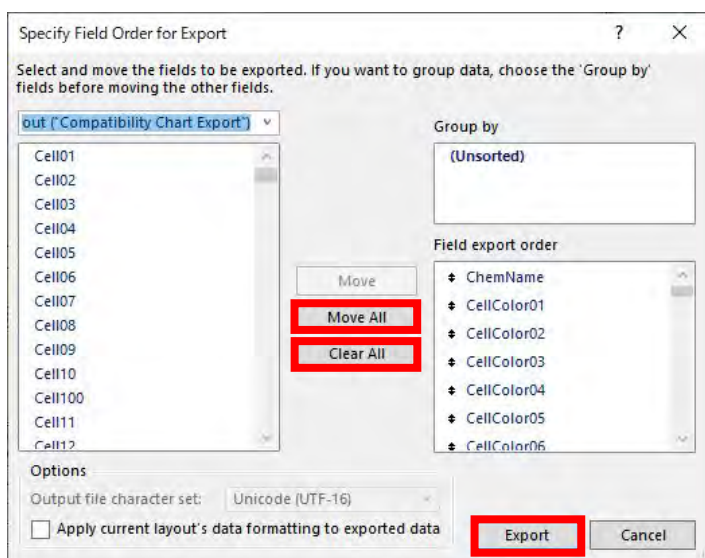 Specify Field Order for Export
?
Select and move the fields to be exported. If you want to group data, choose the 'Group by'
fields before moving the other fields.
out ("Compatibility Chart Export")
Cell01
Cell02
Cell03
Cell04
Cell05
Cell06
Cell07
Cell08
Cell09
Cell10
Cell100
Cell11
Cell12
Move
Move All
Clear All
Group by
(Unsorted)
Field export order
ChemName
CellColor01
CellColor02
CellColor03
CellColor04
CellColor05
CellColor06
Options
Output file character set: Unicode (UTF-16)
Apply current layout's data formatting to exported data
Export
Cancel